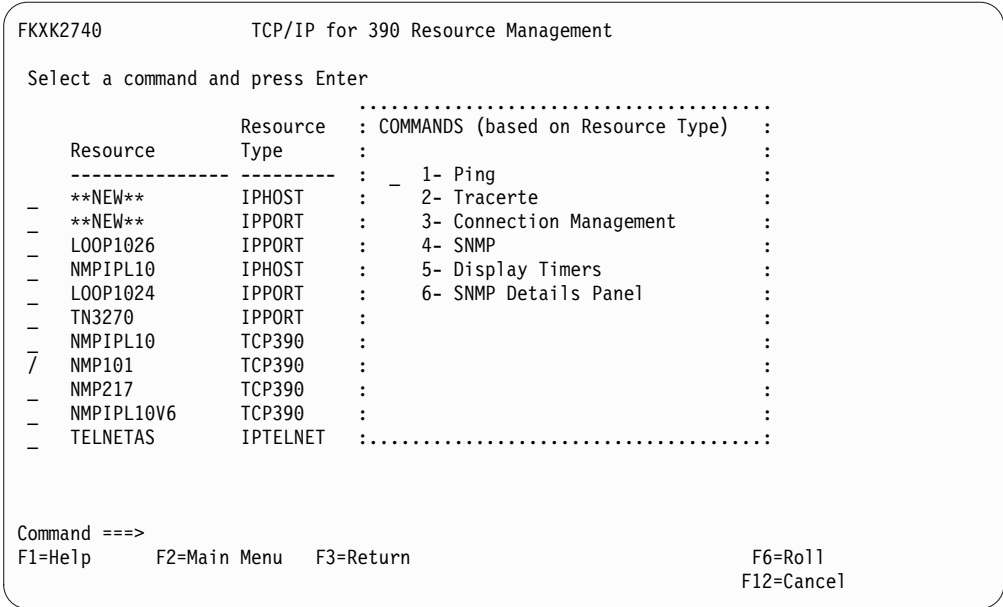 FKXK2740 TCP/IP for 390 Resource Management
Select a command and press Enter
.......................................
Resource : COMMANDS (based on Resource Type) :
Resource Type : :
--------------- --------- : _ 1- Ping :
_ **NEW** IPHOST : 2- Tracerte :
_ **NEW** IPPORT : 3- Connection Management :
_ LOOP1026 IPPORT : 4- SNMP :
_ NMPIPL10 IPHOST : 5- Display Timers :
_ LOOP1024 IPPORT : 6- SNMP Details Panel :
_ TN3270 IPPORT : :
_ NMPIPL10 TCP390 : :
/ NMP101 TCP390 : :
_ NMP217 TCP390 : :
_ NMPIPL10V6 TCP390 : :
_ TELNETAS IPTELNET :.....................................:
Command ===>
F1=Help F2=Main Menu F3=Return F6=Roll
F12=Cancel